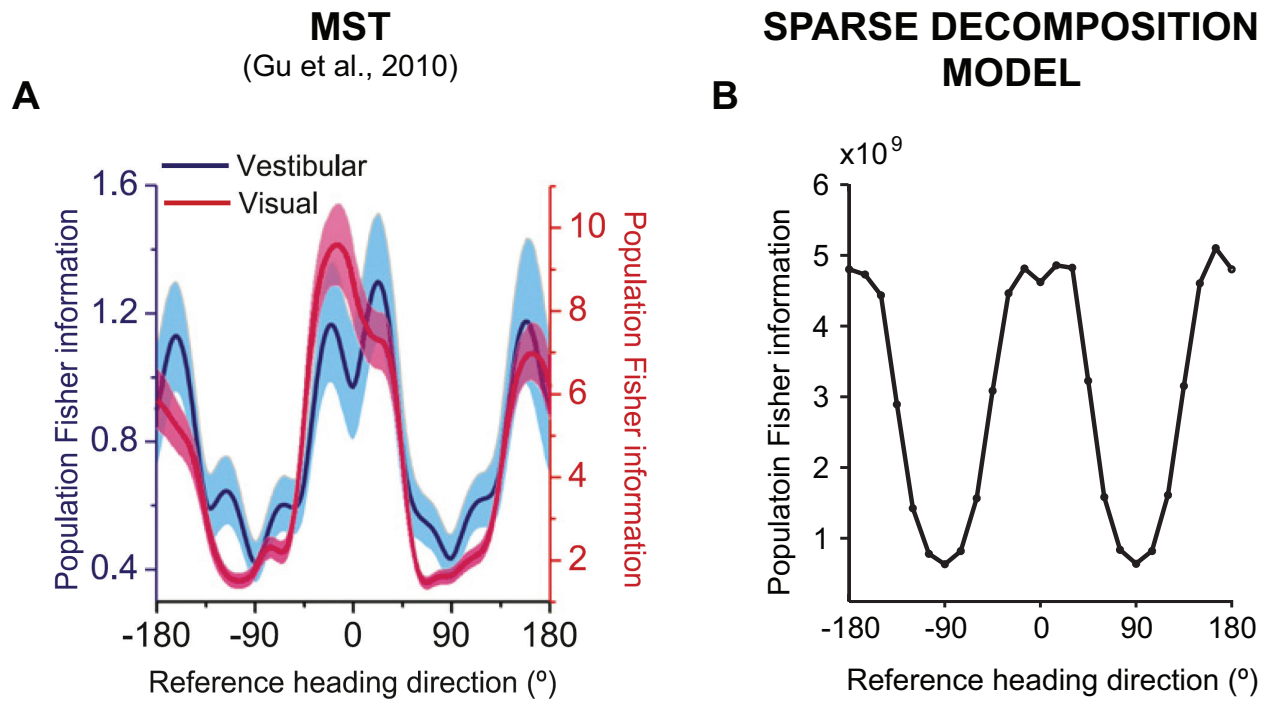 MST
(Gu et al., 2010)
SPARSE DECOMPOSITION
MODEL
A
Vestibular
Visual
1.6
1.2
0.8
0.4
Population Fisher information
10
8
6
4
2
Population Fisher information
-180 -90 0 90 180
Reference heading direction (º)
B
x10 9
6
5
4
3
2
1
Populatoin Fisher information
-180 -90 0 90 180
Reference heading direction (º)